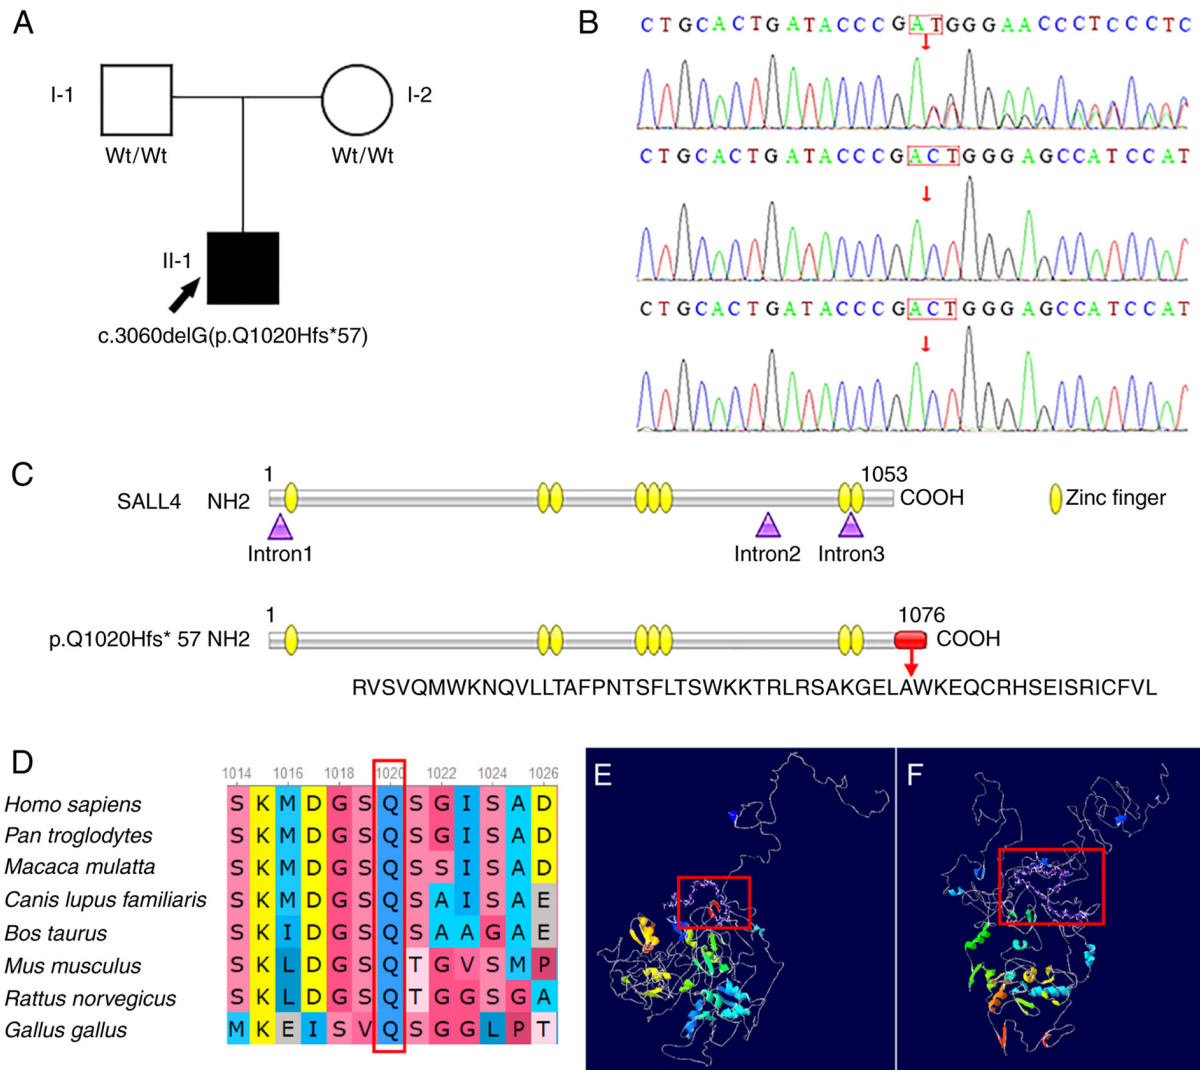 A
I-1
I-2
Wt/Wt
Wt/Wt
II-1
c.3060delG(p.Q1020Hfs*57)
B
CTGCACTGATACCCGATGGGAACCCTCCCTC
CTGCACTGATACCCGACTGGGAGCCATCCAT
CTGCACTGATACCCGACTGGGAGCCATCCAT
C
1
1053
SALL4 NH2
COOH
Zinc finger
Intron1
Intron2
Intron3
1
1076
p.Q1020Hfs* 57 NH2
COOH
RVSVQMWKNQVLLTAFPNTSFLTSWKKTRLRSAKGELAWKEQCRHSEISRICFVL
D
1014 1016 1018 1020 1022 1024 1026
Homo sapiens S K M D G S Q S G I S A D
Pan troglodytes S K M D G S Q S G I S A D
Macaca mulatta S K M D G S Q S S I S A D
Canis lupus familiaris S K M D G S Q S A I S A E
Bos taurus S K I D G S Q S A A G A E
Mus musculus S K L D G S Q T G V S M P
Rattus norvegicus S K L D G S Q T G G S G A
Gallus gallus M K E I S V Q S G G L P T
E
F